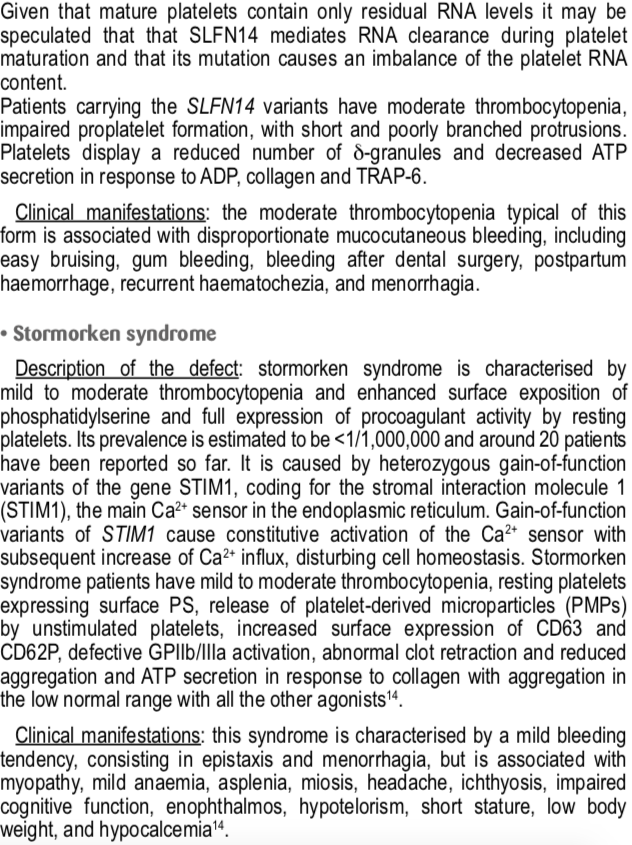 Given that mature platelets contain only residual RNA levels it may be
speculated that that SLFN14 mediates RNA clearance during platelet
maturation and that its mutation causes an imbalance of the platelet RNA
content.
Patients carrying the SLFN14 variants have moderate thrombocytopenia,
impaired proplatelet formation, with short and poorly branched protrusions.
Platelets display a reduced number of δ-granules and decreased ATP
secretion in response to ADP, collagen and TRAP-6.
Clinical manifestations: the moderate thrombocytopenia typical of this
form is associated with disproportionate mucocutaneous bleeding, including
easy bruising, gum bleeding, bleeding after dental surgery, postpartum
haemorrhage, recurrent haematochezia, and menorrhagia.
• Stormorken syndrome
Description of the defect: stormorken syndrome is characterised by
mild to moderate thrombocytopenia and enhanced surface exposition of
phosphatidylserine and full expression of procoagulant activity by resting
platelets. Its prevalence is estimated to be <1/1,000,000 and around 20 patients
have been reported so far. It is caused by heterozygous gain-of-function
variants of the gene STIM1, coding for the stromal interaction molecule 1
(STIM1), the main Ca²⁺ sensor in the endoplasmic reticulum. Gain-of-function
variants of STIM1 cause constitutive activation of the Ca²⁺ sensor with
subsequent increase of Ca²⁺ influx, disturbing cell homeostasis. Stormorken
syndrome patients have mild to moderate thrombocytopenia, resting platelets
expressing surface PS, release of platelet-derived microparticles (PMPs)
by unstimulated platelets, increased surface expression of CD63 and
CD62P, defective GPIIb/IIIa activation, abnormal clot retraction and reduced
aggregation and ATP secretion in response to collagen with aggregation in
the low normal range with all the other agonists¹⁴.
Clinical manifestations: this syndrome is characterised by a mild bleeding
tendency, consisting in epistaxis and menorrhagia, but is associated with
myopathy, mild anaemia, asplenia, miosis, headache, ichthyosis, impaired
cognitive function, enophthalmos, hypotelorism, short stature, low body
weight, and hypocalcemia¹⁴.